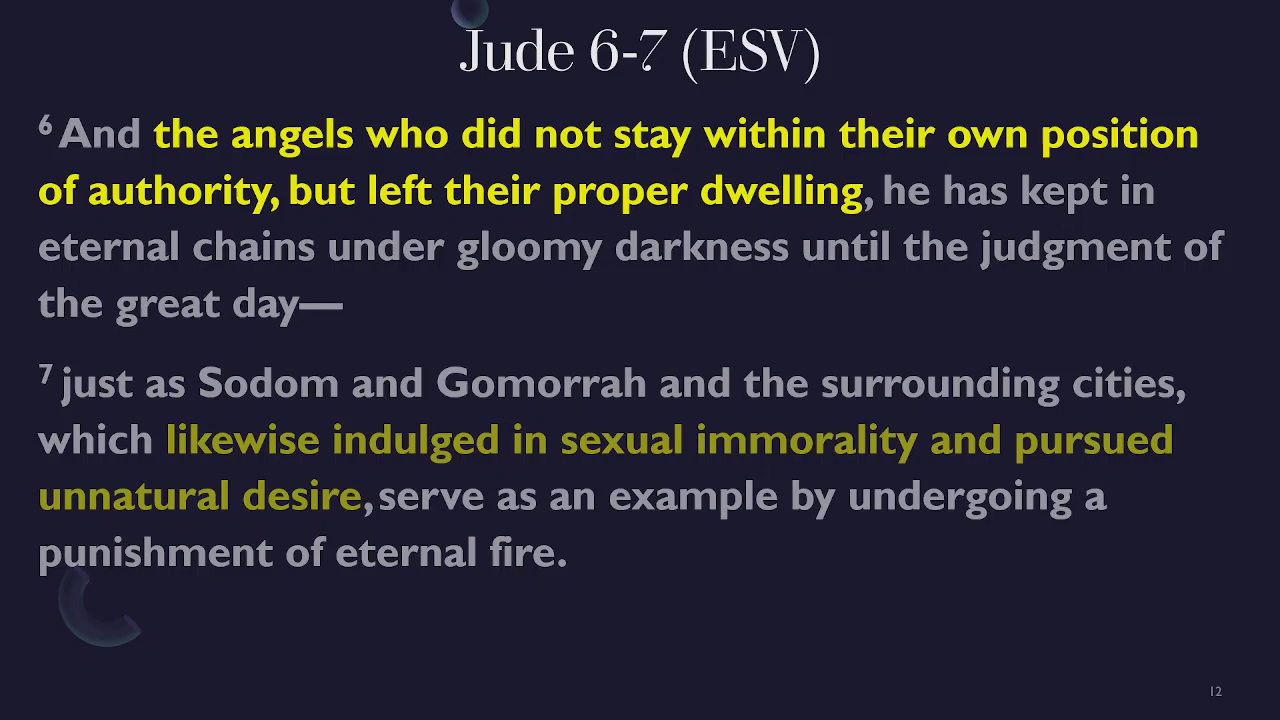 Jude 6-7 (ESV)
6 And the angels who did not stay within their own position
of authority, but left their proper dwelling, he has kept in
eternal chains under gloomy darkness until the judgment of
the great day—
7 just as Sodom and Gomorrah and the surrounding cities,
which likewise indulged in sexual immorality and pursued
unnatural desire, serve as an example by undergoing a
punishment of eternal fire.
12